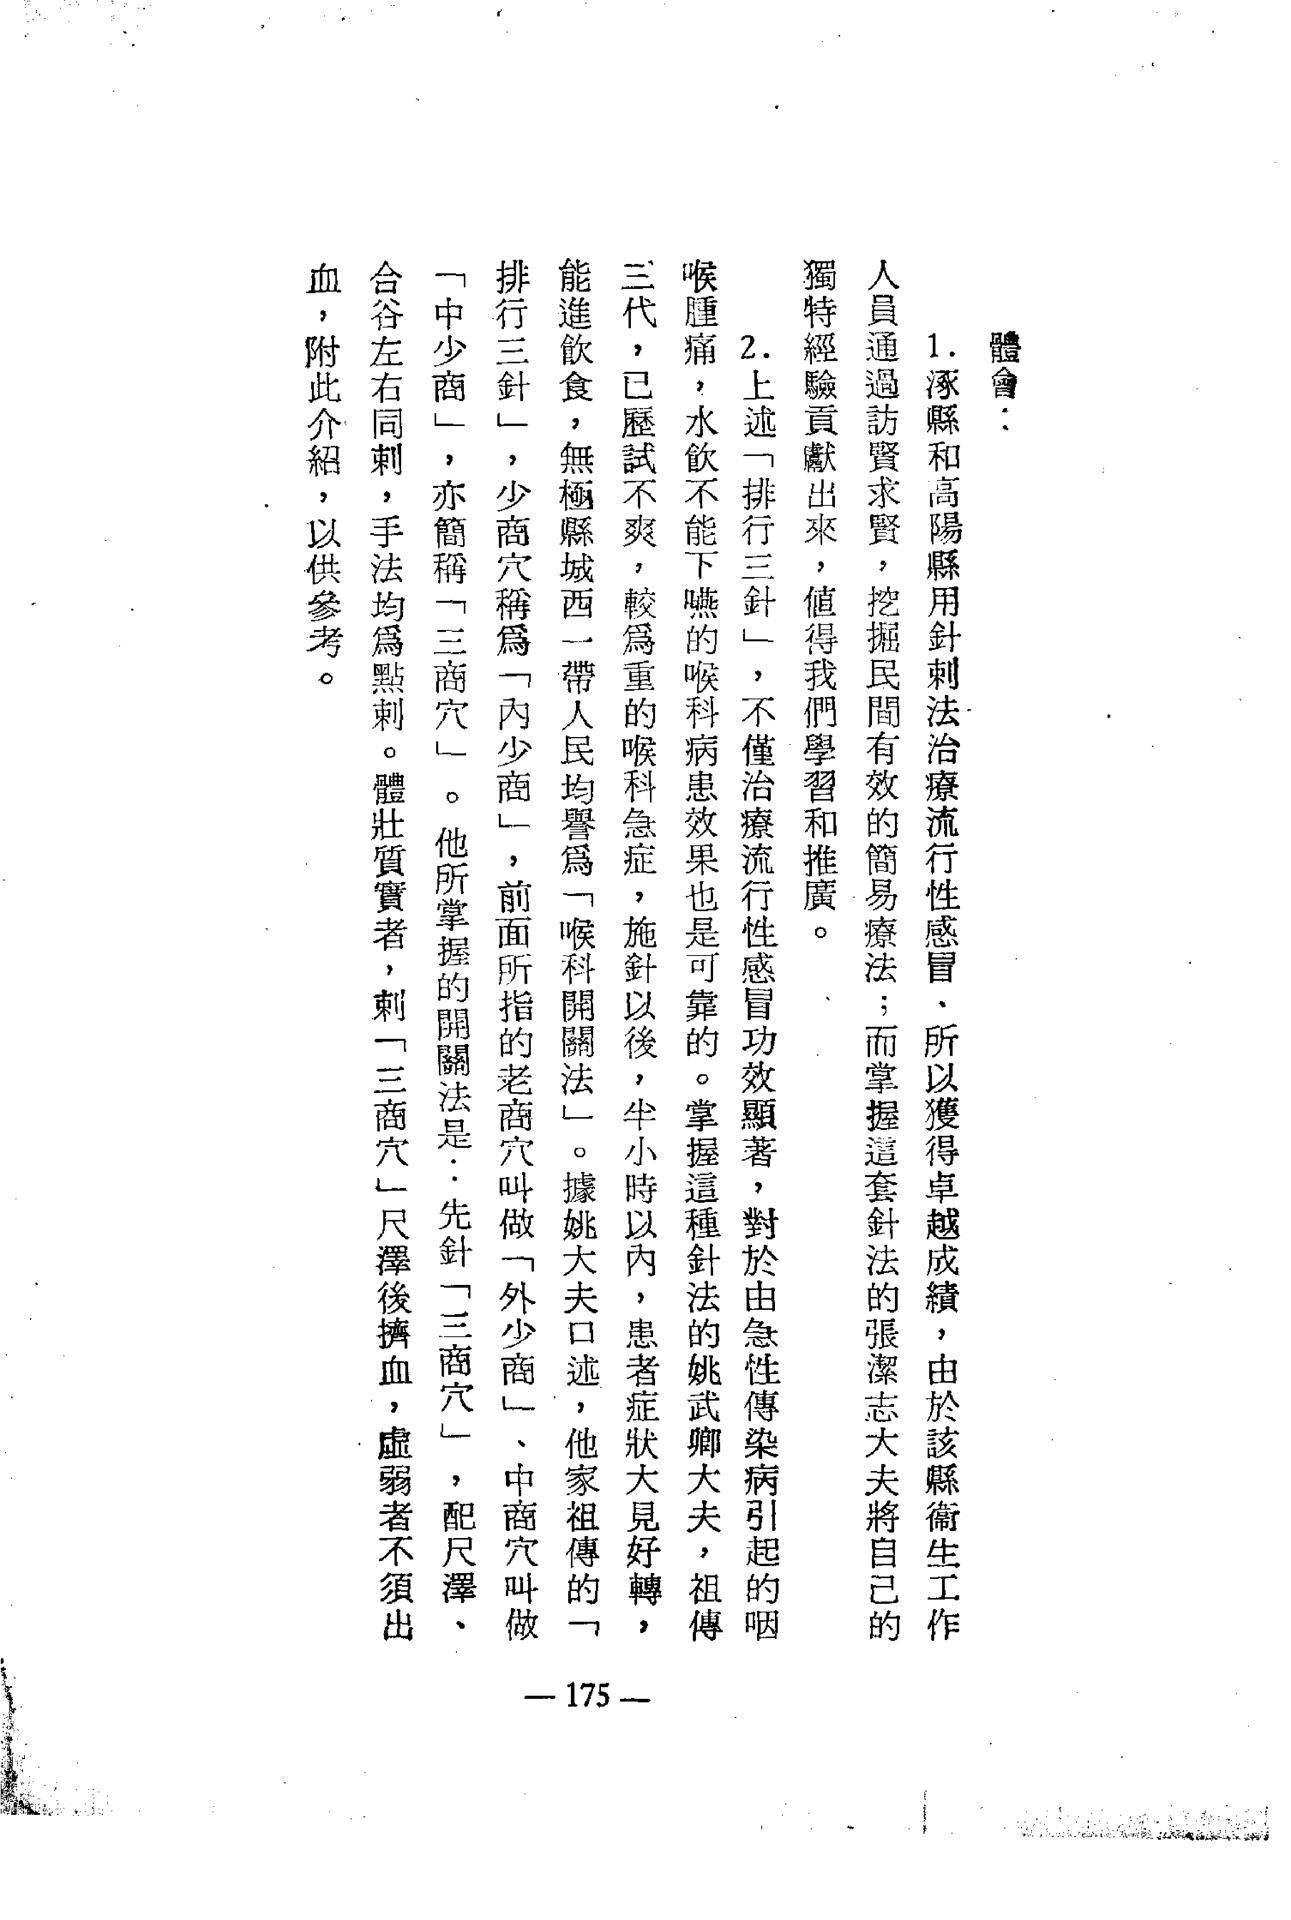 體會：
1.涿縣和高陽縣用針刺法治療流行性感冒、所以獲得卓越成績，由於該縣衞生工作
人員通過訪賢求賢，挖掘民間有效的簡易療法；而掌握這套針法的張潔志大夫將自己的
獨特經驗貢獻出來，値得我們學習和推廣。
2.上述「排行三針」，不僅治療流行性感冒功效顯著，對於由急性傳染病引起的咽
喉腫痛，水飲不能下嚥的喉科病患效果也是可靠的。掌握這種針法的姚武卿大夫，祖傳
三代，已歷試不爽，較爲重的喉科急症，施針以後，半小時以內，患者症狀大見好轉，
能進飲食，無極縣城西一帶人民均譽爲「喉科開關法」。據姚大夫口述，他家祖傳的「
排行三針」，少商穴稱爲「內少商」，前面所指的老商穴叫做「外少商」、中商穴叫做
「中少商」，亦簡稱「三商穴」。他所掌握的開關法是：先針「三商穴」，配尺澤、
合谷左右同刺，手法均爲點刺。體壯質實者，刺「三商穴」尺澤後擠血，虛弱者不須出
血，附此介紹，以供參考。
— 175 —